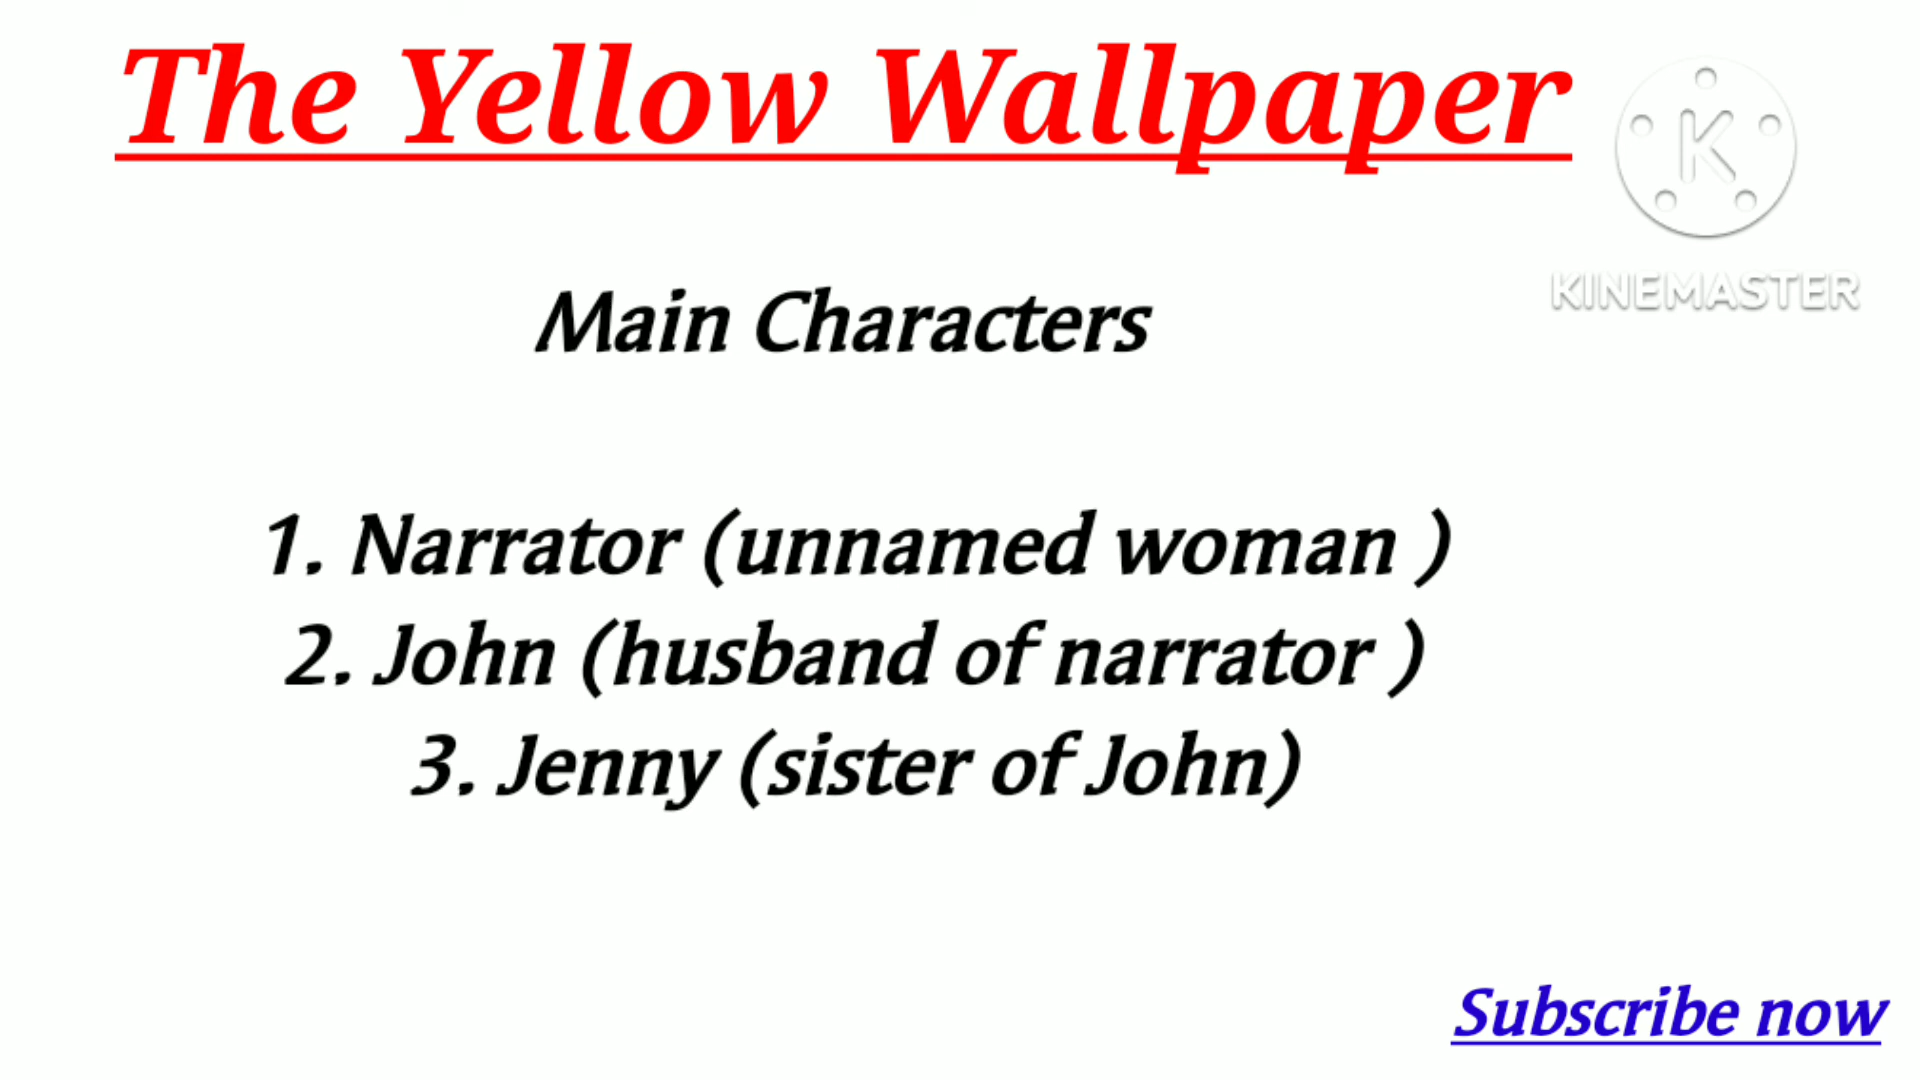 The Yellow Wallpaper
K
KINEMASTER
Main Characters
1. Narrator (unnamed woman )
2. John (husband of narrator )
3. Jenny (sister of John)
Subscribe now